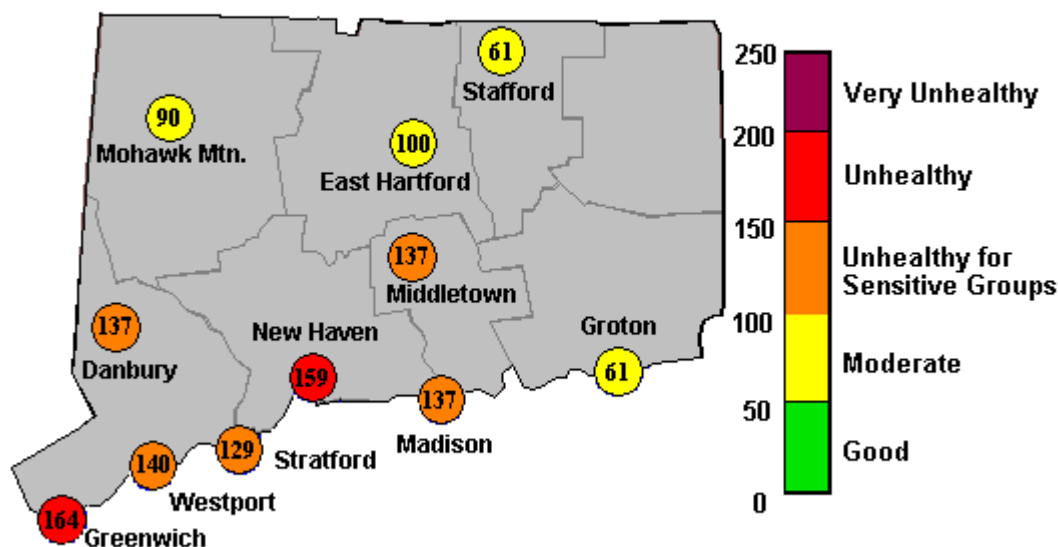 61
Stafford
90
Mohawk Mtn.
100
East Hartford
137
Middletown
137
Danbury
New Haven
159
Groton
61
137
Madison
129
Stratford
140
Westport
164
Greenwich
250
Very Unhealthy
200
Unhealthy
150
Unhealthy for
Sensitive Groups
100
Moderate
50
Good
0